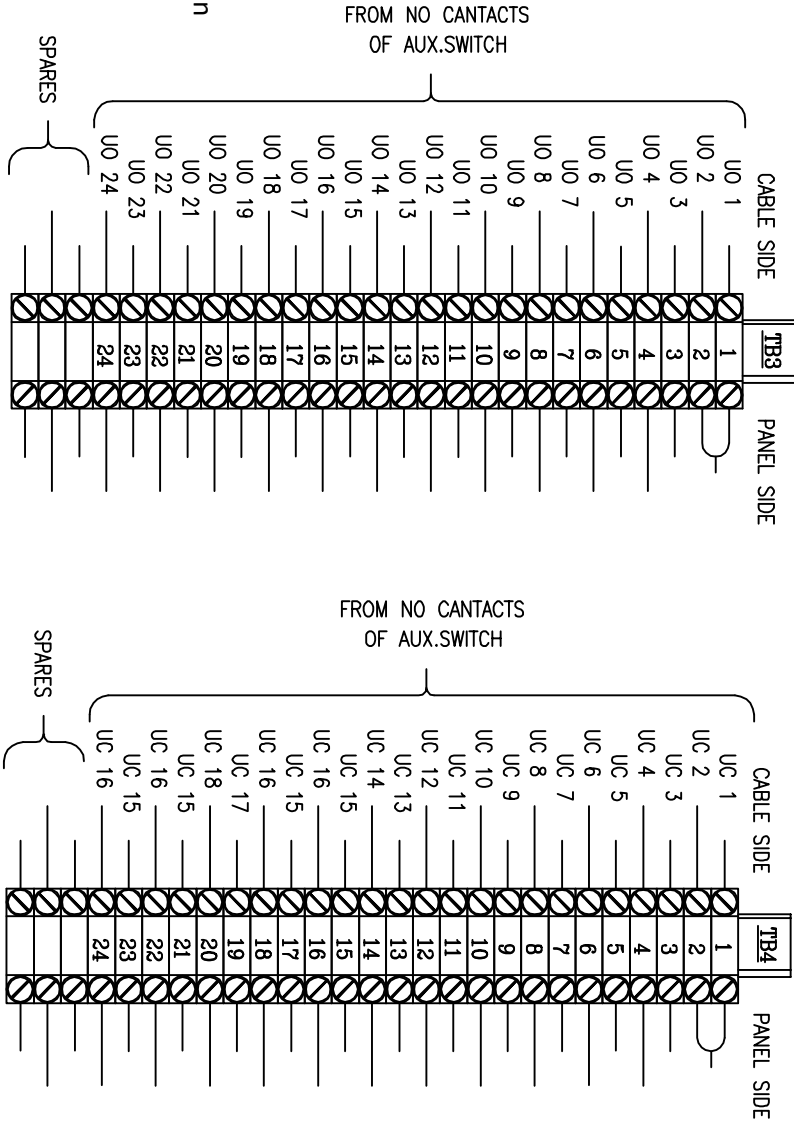 n
FROM NO CANTACTS
OF AUX.SWITCH
SPARES
CABLE SIDE
UO 1
UO 2
UO 3
UO 4
UO 5
UO 6
UO 7
UO 8
UO 9
UO 10
UO 11
UO 12
UO 13
UO 14
UO 15
UO 16
UO 17
UO 18
UO 19
UO 20
UO 21
UO 22
UO 23
UO 24
TB3
1
2
3
4
5
6
7
8
9
10
11
12
13
14
15
16
17
18
19
20
21
22
23
24
PANEL SIDE
FROM NO CANTACTS
OF AUX.SWITCH
SPARES
CABLE SIDE
UC 1
UC 2
UC 3
UC 4
UC 5
UC 6
UC 7
UC 8
UC 9
UC 10
UC 11
UC 12
UC 13
UC 14
UC 15
UC 16
UC 15
UC 16
UC 17
UC 18
UC 15
UC 16
UC 15
UC 16
TB4
1
2
3
4
5
6
7
8
9
10
11
12
13
14
15
16
17
18
19
20
21
22
23
24
PANEL SIDE